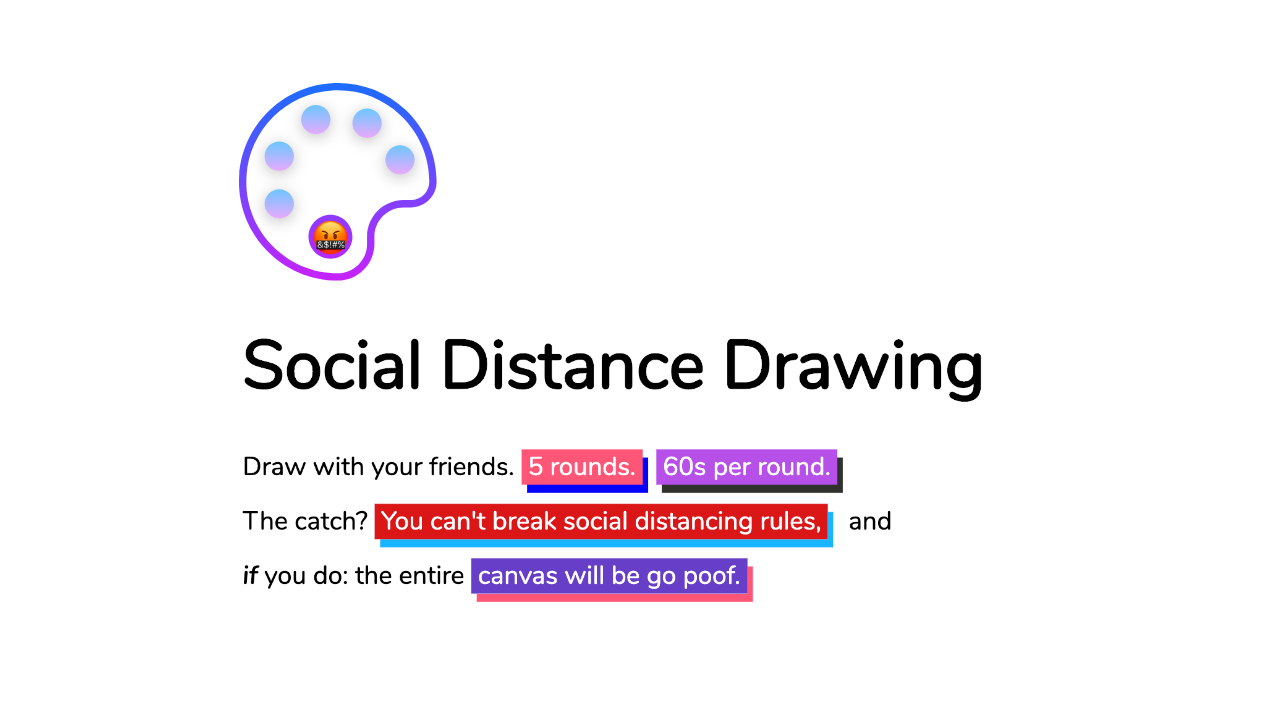 &$!#%
Social Distance Drawing
Draw with your friends. 5 rounds. 60s per round.
The catch? You can't break social distancing rules, and
if you do: the entire canvas will be go poof.